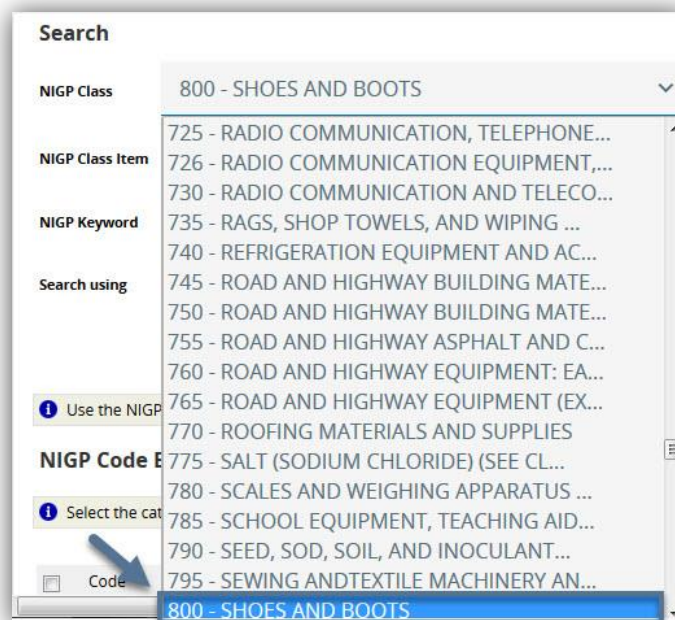 Search
NIGP Class
800 - SHOES AND BOOTS
725 - RADIO COMMUNICATION, TELEPHONE...
NIGP Class Item
726 - RADIO COMMUNICATION EQUIPMENT,...
730 - RADIO COMMUNICATION AND TELECO...
NIGP Keyword
735 - RAGS, SHOP TOWELS, AND WIPING ...
740 - REFRIGERATION EQUIPMENT AND AC...
Search using
745 - ROAD AND HIGHWAY BUILDING MATE...
750 - ROAD AND HIGHWAY BUILDING MATE...
755 - ROAD AND HIGHWAY ASPHALT AND C...
760 - ROAD AND HIGHWAY EQUIPMENT: EA...
Use the NIGP
765 - ROAD AND HIGHWAY EQUIPMENT (EX...
770 - ROOFING MATERIALS AND SUPPLIES
NIGP Code
775 - SALT (SODIUM CHLORIDE) (SEE CL...
780 - SCALES AND WEIGHING APPARATUS ...
Select the cat
785 - SCHOOL EQUIPMENT, TEACHING AID...
790 - SEED, SOD, SOIL, AND INOCULANT...
Code
795 - SEWING ANDTEXTILE MACHINERY AN...
800 - SHOES AND BOOTS